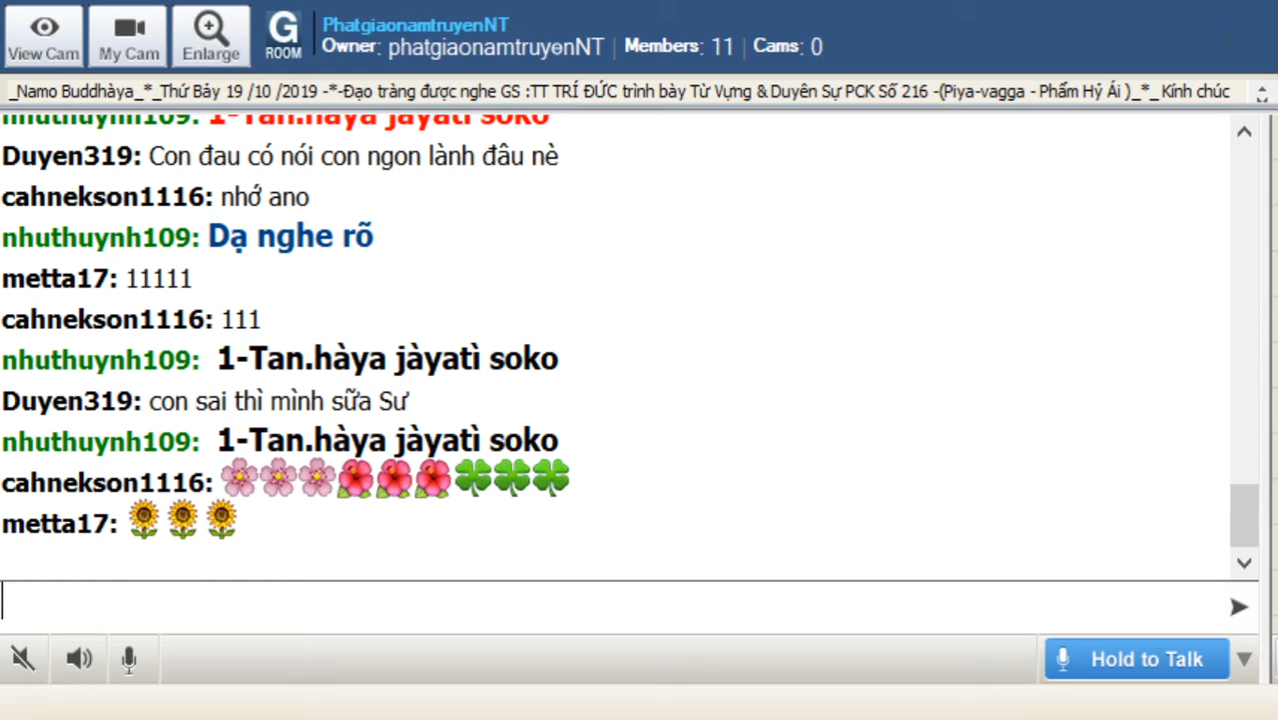 View Cam
My Cam
Enlarge
G
ROOM
PhatgiaonamtruyenNT
Owner: phatgiaonamtruyenNT | Members: 11 | Cams: 0
_Namo Buddhàya_*_Thứ Bảy 19 /10 /2019 -*-Đạo tràng được nghe GS :TT TRÍ ĐỨC trình bày Từ Vựng & Duyên Sự PCK Số 216 -(Piya-vagga - Phẩm Hỷ Ái )_*_Kính chúc
nhuthuynh109: 1-Tan.hàya jàyatì soko
Duyen319: Con đau có nói con ngon lành đâu nè
cahnekson1116: nhớ ano
nhuthuynh109: Dạ nghe rõ
metta17: 11111
cahnekson1116: 111
nhuthuynh109: 1-Tan.hàya jàyatì soko
Duyen319: con sai thì mình sữa Sư
nhuthuynh109: 1-Tan.hàya jàyatì soko
cahnekson1116: 🌸🌸🌸🌺🌺🌺🍀🍀🍀
metta17: 🌻🌻🌻
Hold to Talk